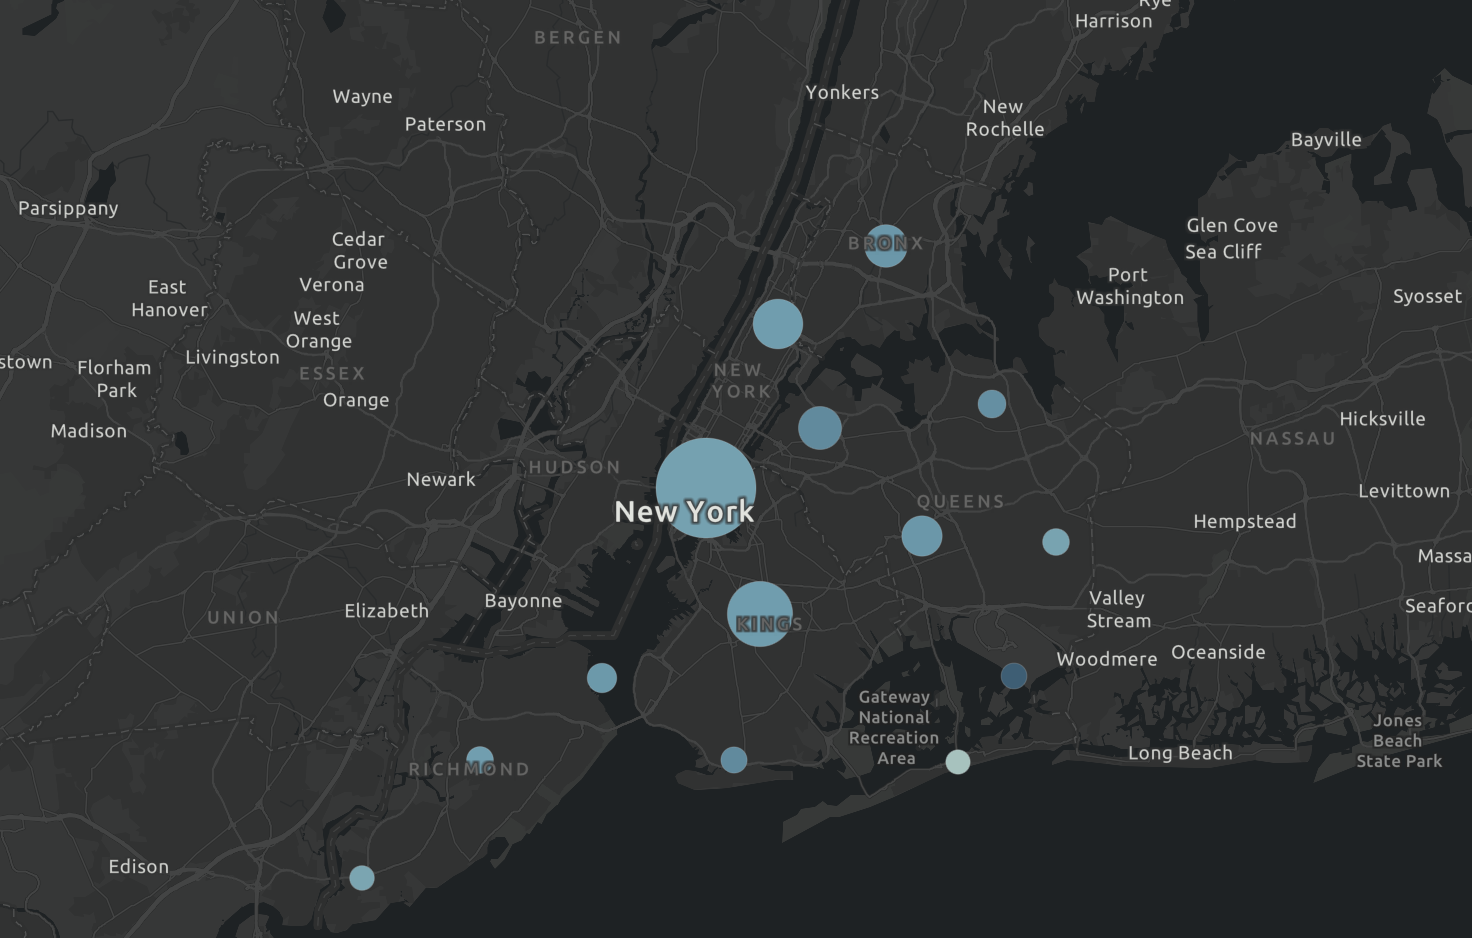 Rye
Harrison
BERGEN
Wayne
Yonkers
New
Rochelle
Paterson
Bayville
Parsippany
Glen Cove
Sea Cliff
BRONX
Cedar
Grove
Verona
East
Hanover
Port
Washington
Syosset
West
Orange
Livingston
stown
Florham
Park
ESSEX
NEW
YORK
Orange
Madison
Hicksville
NASSAU
HUDSON
Newark
Levittown
QUEENS
New York
Hempstead
Massa
Bayonne
Elizabeth
UNION
KINGS
Valley
Stream
Seaford
Woodmere
Oceanside
Gateway
National
Recreation
Area
Jones
Beach
State Park
Long Beach
RICHMOND
Edison